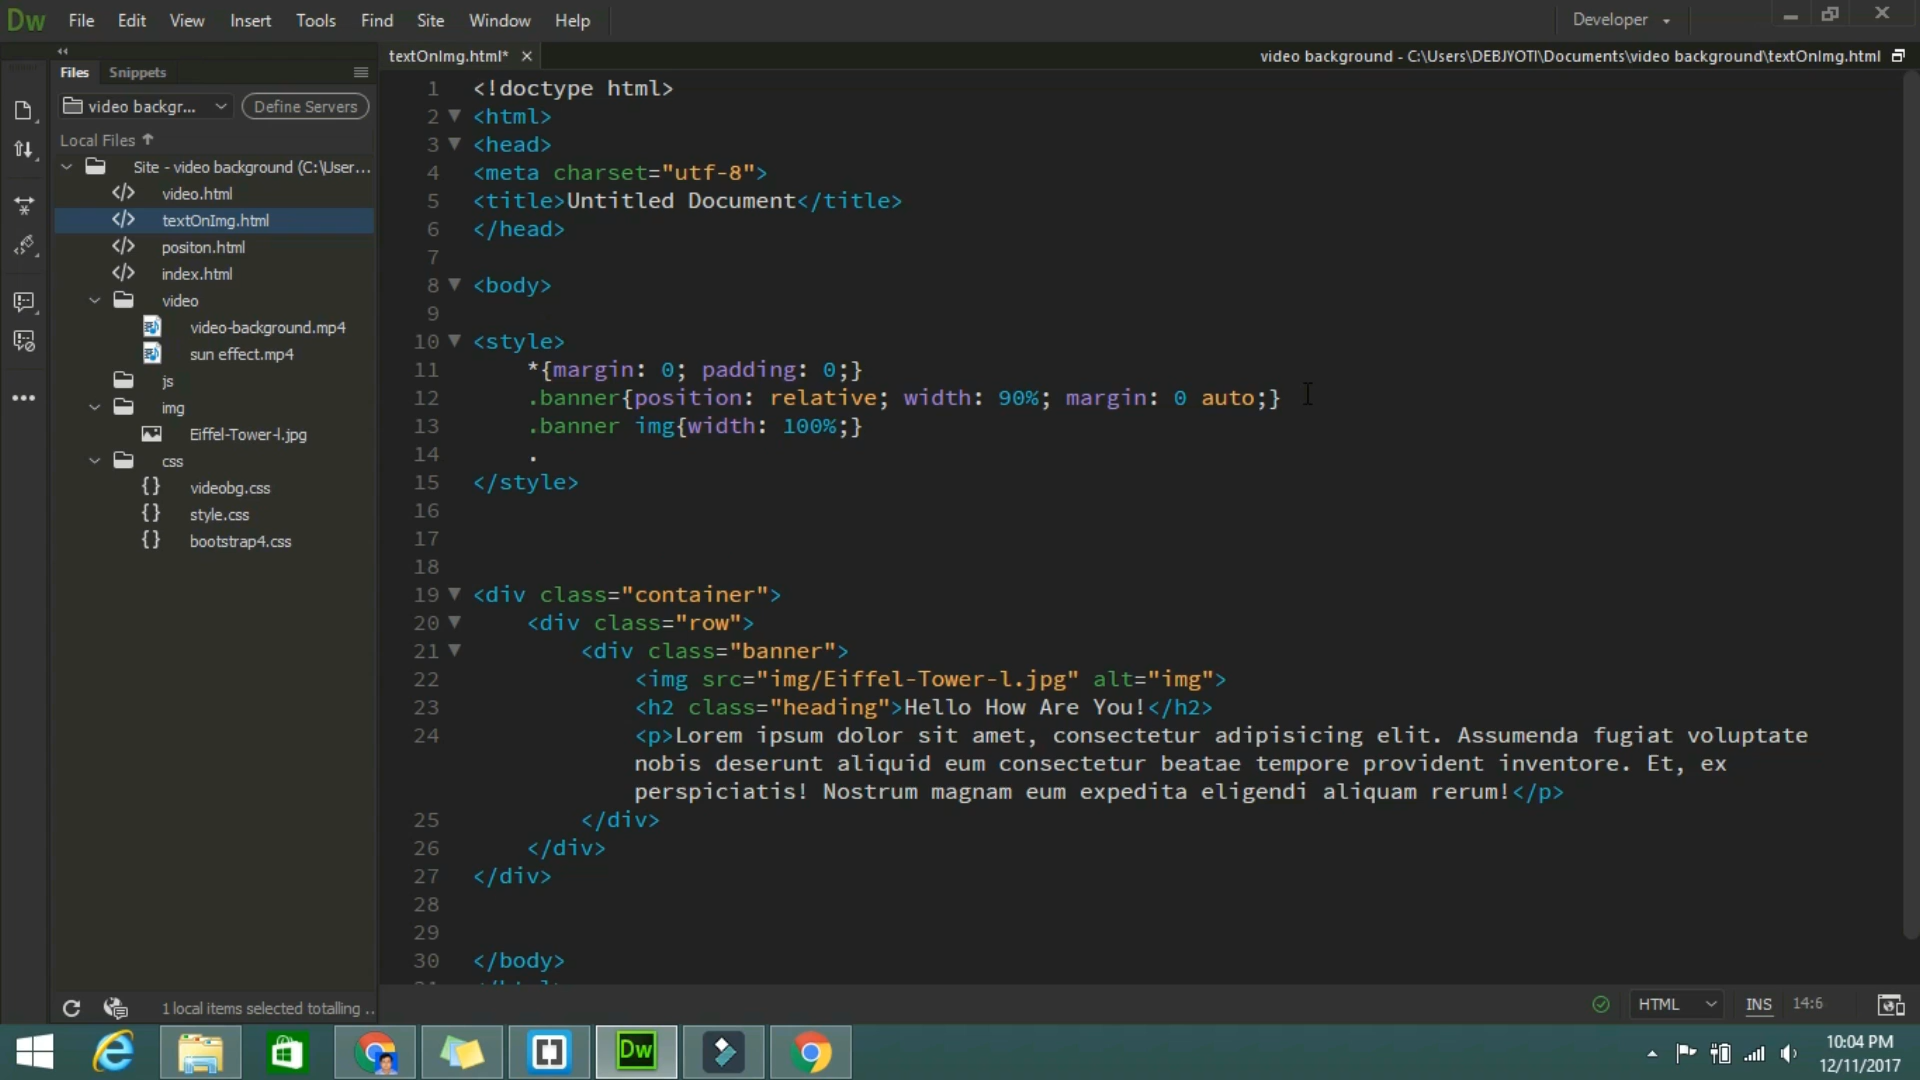 Dw File Edit View Insert Tools Find Site Window Help Developer
textOnImg.html* video background - C:\Users\DEBJYOTI\Documents\video background\textOnImg.html
Files Snippets
video backgr... Define Servers
Local Files
Site - video background (C:\User...
video.html
textOnImg.html
positon.html
index.html
video
video-background.mp4
sun effect.mp4
js
img
Eiffel-Tower-l.jpg
css
videobg.css
style.css
bootstrap4.css
1 local items selected totalling ..
1 <!doctype html>
2 <html>
3 <head>
4 <meta charset="utf-8">
5 <title>Untitled Document</title>
6 </head>
7
8 <body>
9
10 <style>
11 *{margin: 0; padding: 0;}
12 .banner{position: relative; width: 90%; margin: 0 auto;}
13 .banner img{width: 100%;}
14 .
15 </style>
16
17
18
19 <div class="container">
20 <div class="row">
21 <div class="banner">
22 <img src="img/Eiffel-Tower-l.jpg" alt="img">
23 <h2 class="heading">Hello How Are You!</h2>
24 <p>Lorem ipsum dolor sit amet, consectetur adipisicing elit. Assumenda fugiat voluptate
nobis deserunt aliquid eum consectetur beatae tempore provident inventore. Et, ex
perspiciatis! Nostrum magnam eum expedita eligendi aliquam rerum!</p>
25 </div>
26 </div>
27 </div>
28
29
30 </body>
HTML INS 14:6
Dw
10:04 PM
12/11/2017